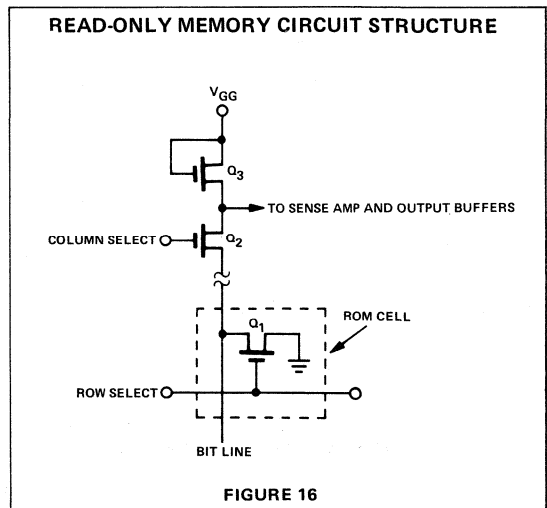 READ-ONLY MEMORY CIRCUIT STRUCTURE
VGG
Q3
TO SENSE AMP AND OUTPUT BUFFERS
COLUMN SELECT
Q2
ROM CELL
Q1
ROW SELECT
BIT LINE
FIGURE 16